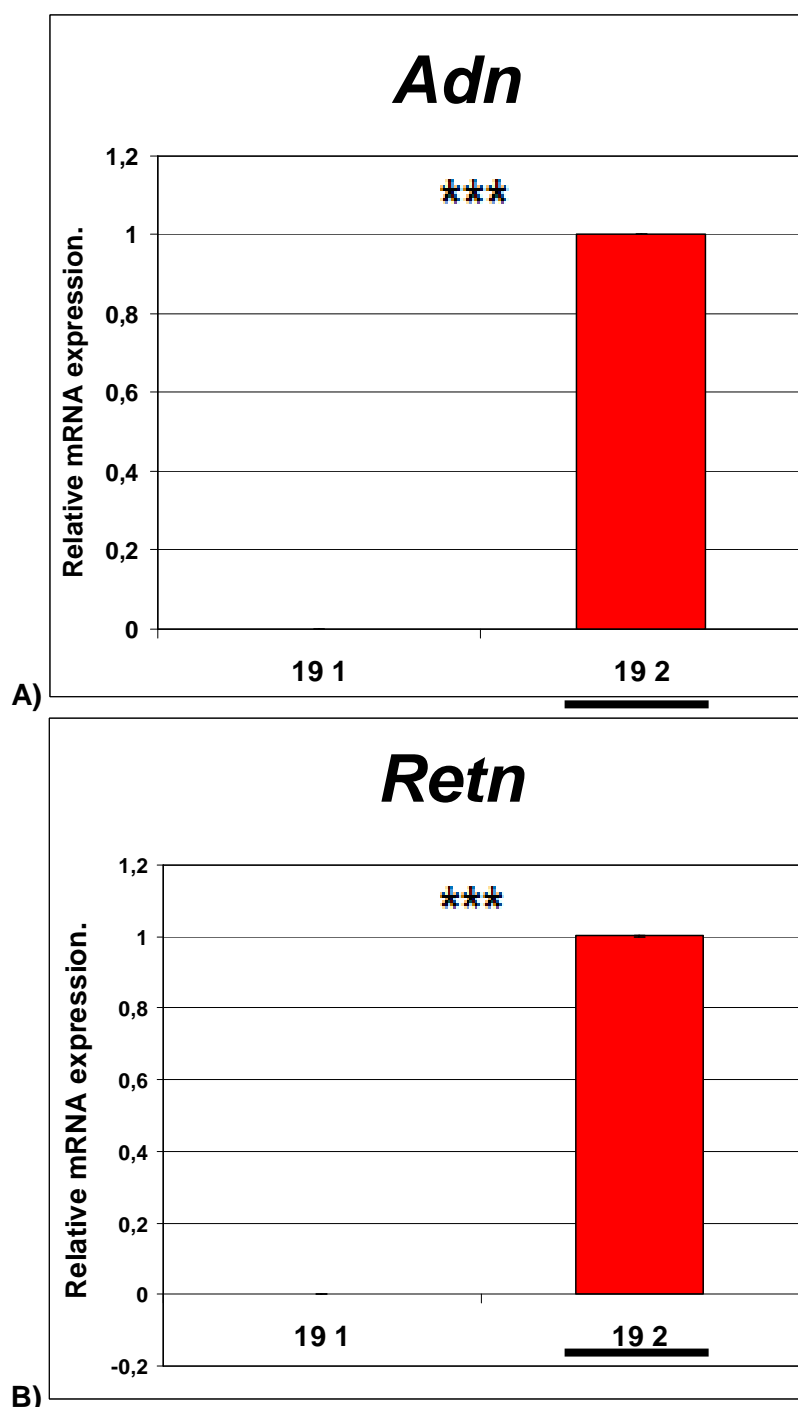 Adn
1,2
***
1
0,8
0,6
0,4
0,2
0
Relative mRNA expression.
19 1 19 2
A)
Retn
1,2
***
1
0,8
0,6
0,4
0,2
0
-0,2
Relative mRNA expression.
19 1 19 2
B)